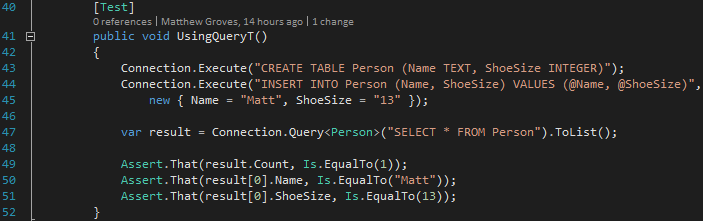 40 [Test]
0 references | Matthew Groves, 14 hours ago | 1 change
41 public void UsingQueryT()
42 {
43 Connection.Execute("CREATE TABLE Person (Name TEXT, ShoeSize INTEGER)");
44 Connection.Execute("INSERT INTO Person (Name, ShoeSize) VALUES (@Name, @ShoeSize)",
45 new { Name = "Matt", ShoeSize = "13" });
46
47 var result = Connection.Query<Person>("SELECT * FROM Person").ToList();
48
49 Assert.That(result.Count, Is.EqualTo(1));
50 Assert.That(result[0].Name, Is.EqualTo("Matt"));
51 Assert.That(result[0].ShoeSize, Is.EqualTo(13));
52 }